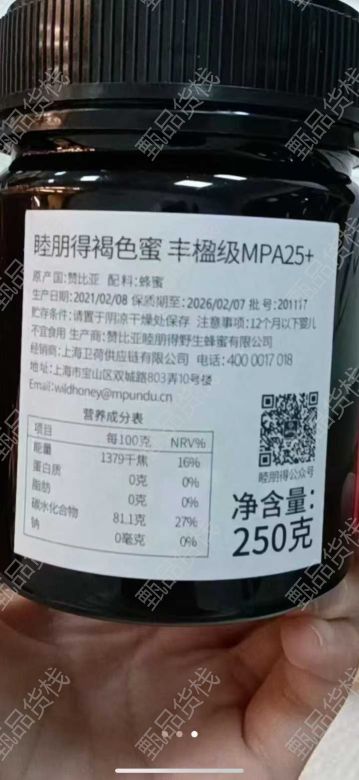 睦朋得褐色蜜 丰楹级MPA25+
原产国:赞比亚 配料:蜂蜜
生产日期:2021/02/08 保质期至:2026/02/07 批号:201117
贮存条件:请置于阴凉干燥处保存 注意事项:12个月以下婴儿
不宜食用 生产商:赞比亚睦朋得野生蜂蜜有限公司
经销商:上海卫荷供应链有限公司 电话:400 0017 018
地址:上海市宝山区双城路803弄10号楼
Email:wildhoney@mpundu.cn
营养成分表
项目 每100克 NRV%
能量 1379千焦 16%
蛋白质 0克 0%
脂肪 0克 0%
碳水化合物 81.1克 27%
钠 0毫克 0%
睦朋得公众号
净含量:
250克
甄品货栈